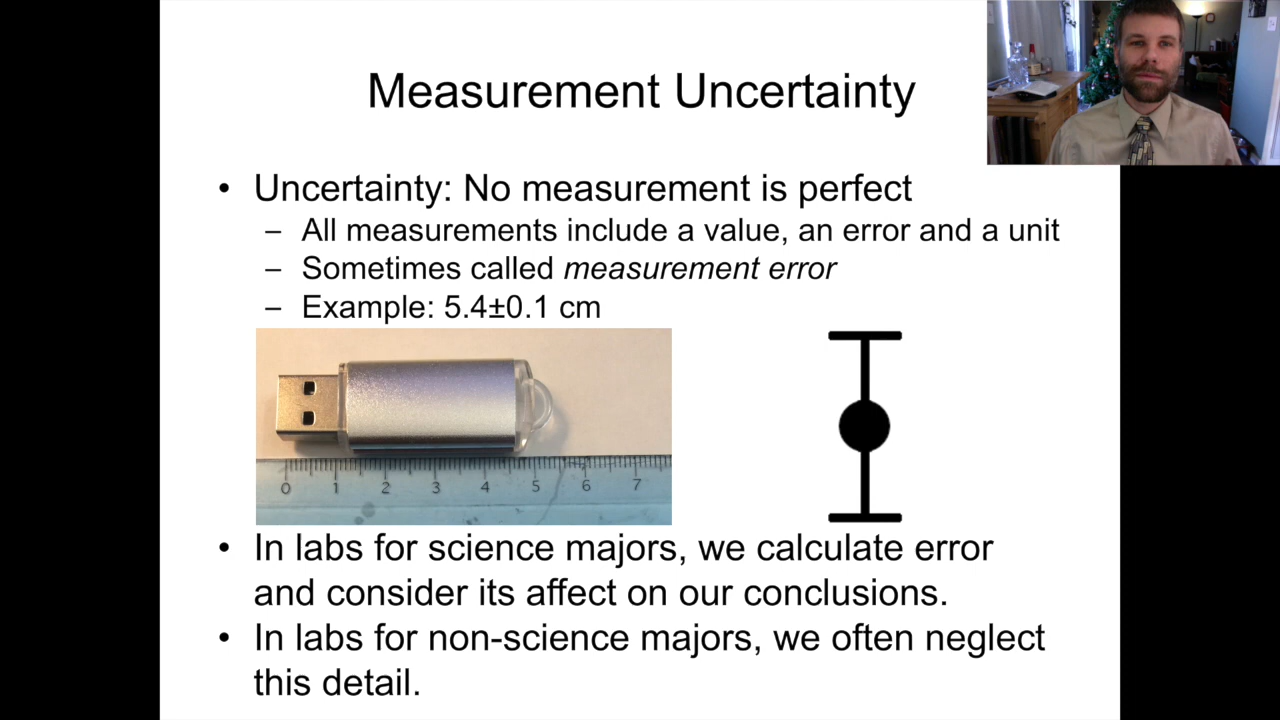 Measurement Uncertainty
• Uncertainty: No measurement is perfect
– All measurements include a value, an error and a unit
– Sometimes called measurement error
– Example: 5.4±0.1 cm
0 1 2 3 4 5 6 7
• In labs for science majors, we calculate error
and consider its affect on our conclusions.
• In labs for non-science majors, we often neglect
this detail.